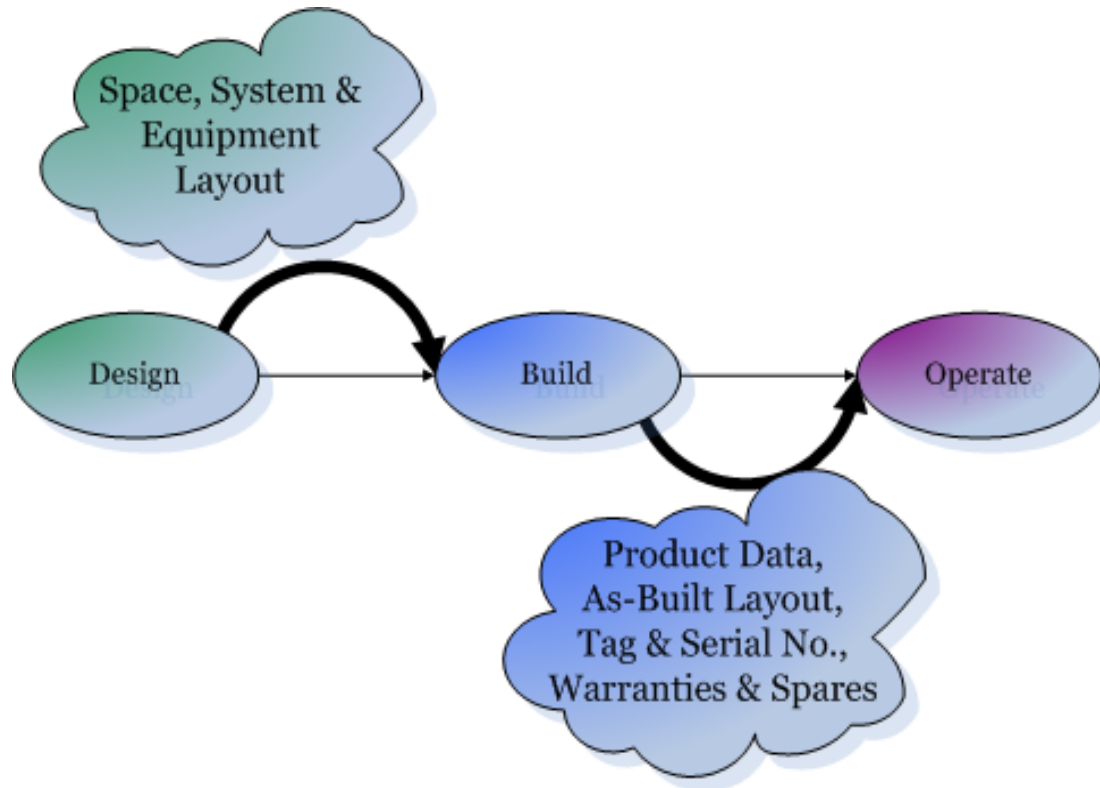 Space, System &
Equipment
Layout
Design
Build
Operate
Product Data,
As-Built Layout,
Tag & Serial No.,
Warranties & Spares